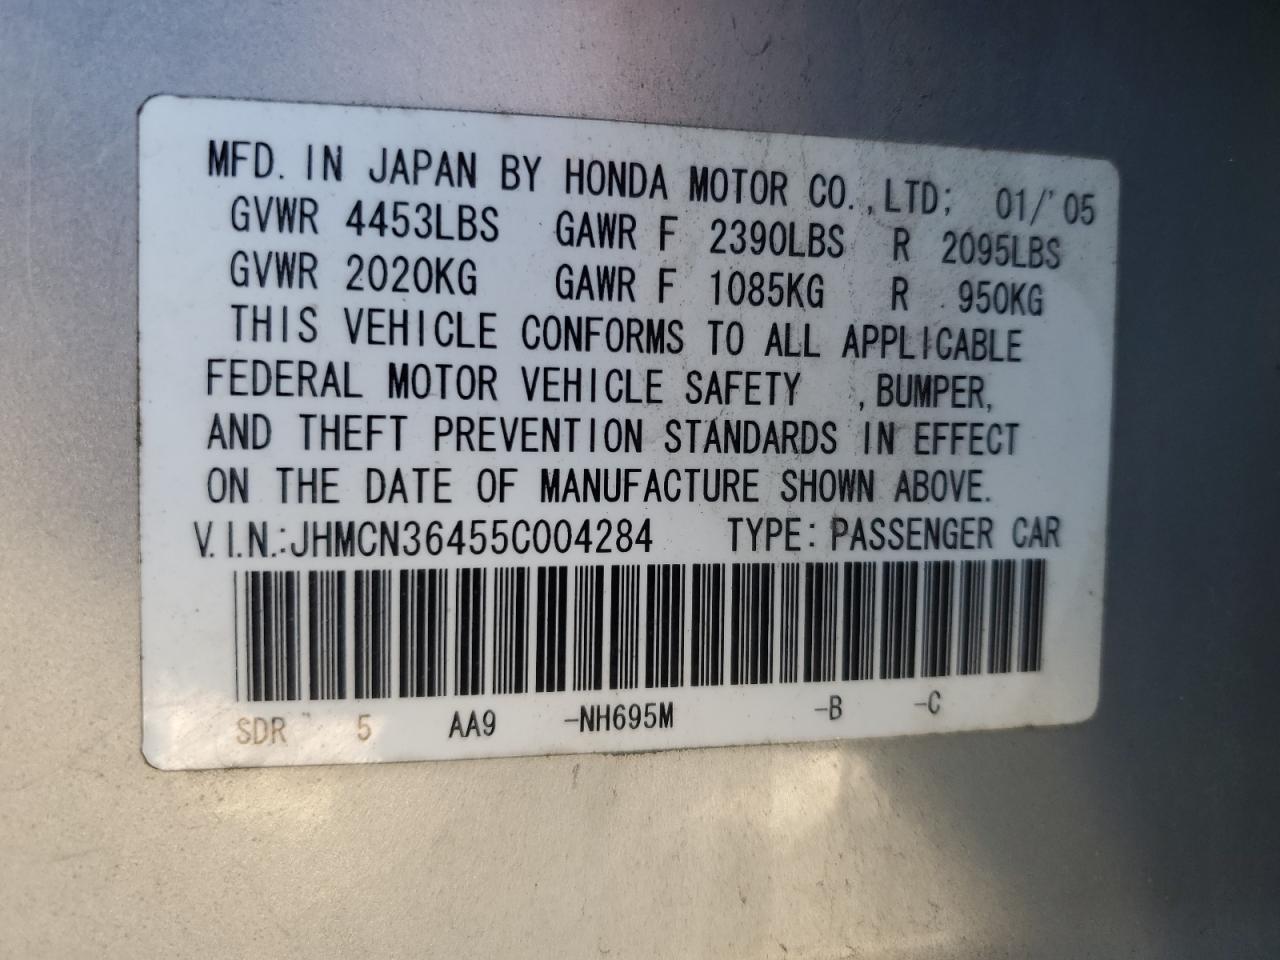 MFD. IN JAPAN BY HONDA MOTOR CO.,LTD; 01/'05
GVWR 4453LBS GAWR F 2390LBS R 2095LBS
GVWR 2020KG GAWR F 1085KG R 950KG
THIS VEHICLE CONFORMS TO ALL APPLICABLE
FEDERAL MOTOR VEHICLE SAFETY ,BUMPER,
AND THEFT PREVENTION STANDARDS IN EFFECT
ON THE DATE OF MANUFACTURE SHOWN ABOVE.
V.I.N.:JHMCN36455C004284 TYPE: PASSENGER CAR
SDR 5 AA9 -NH695M -B -C